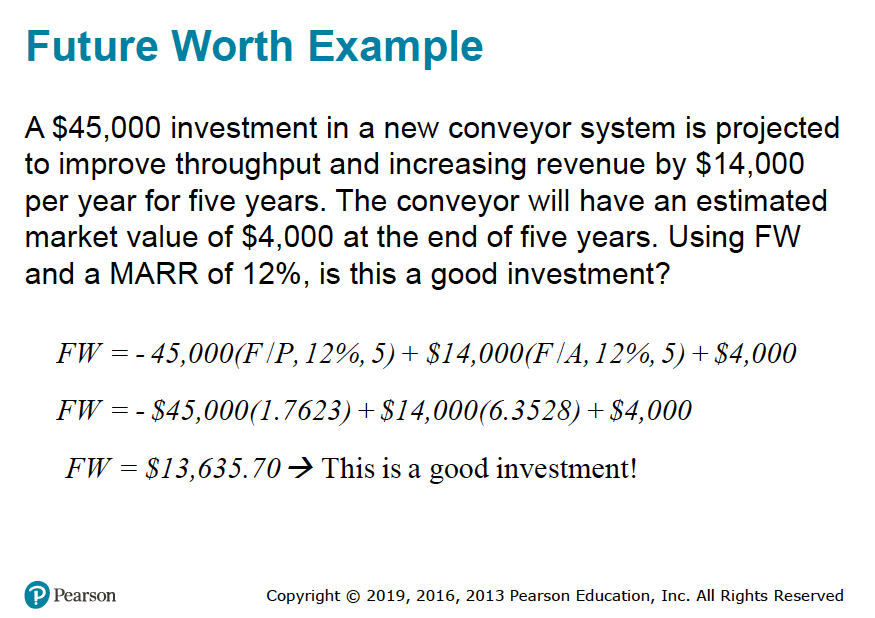 Future Worth Example
A $45,000 investment in a new conveyor system is projected
to improve throughput and increasing revenue by $14,000
per year for five years. The conveyor will have an estimated
market value of $4,000 at the end of five years. Using FW
and a MARR of 12%, is this a good investment?
FW = - 45,000(F/P, 12%, 5) + $14,000(F/A, 12%, 5) + $4,000
FW = - $45,000(1.7623) + $14,000(6.3528) + $4,000
FW = $13,635.70 → This is a good investment!
P Pearson
Copyright © 2019, 2016, 2013 Pearson Education, Inc. All Rights Reserved